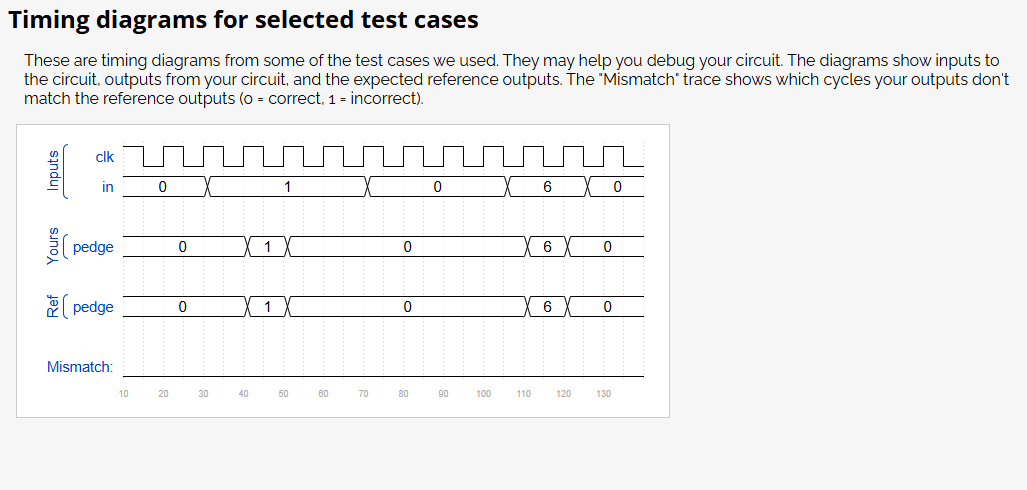 Timing diagrams for selected test cases
These are timing diagrams from some of the test cases we used. They may help you debug your circuit. The diagrams show inputs to
the circuit, outputs from your circuit, and the expected reference outputs. The "Mismatch" trace shows which cycles your outputs don't
match the reference outputs (0 = correct, 1 = incorrect).
Inputs
clk
in 0 1 0 6 0
Yours
pedge 0 1 0 6 0
Ref
pedge 0 1 0 6 0
Mismatch:
10 20 30 40 50 60 70 80 90 100 110 120 130